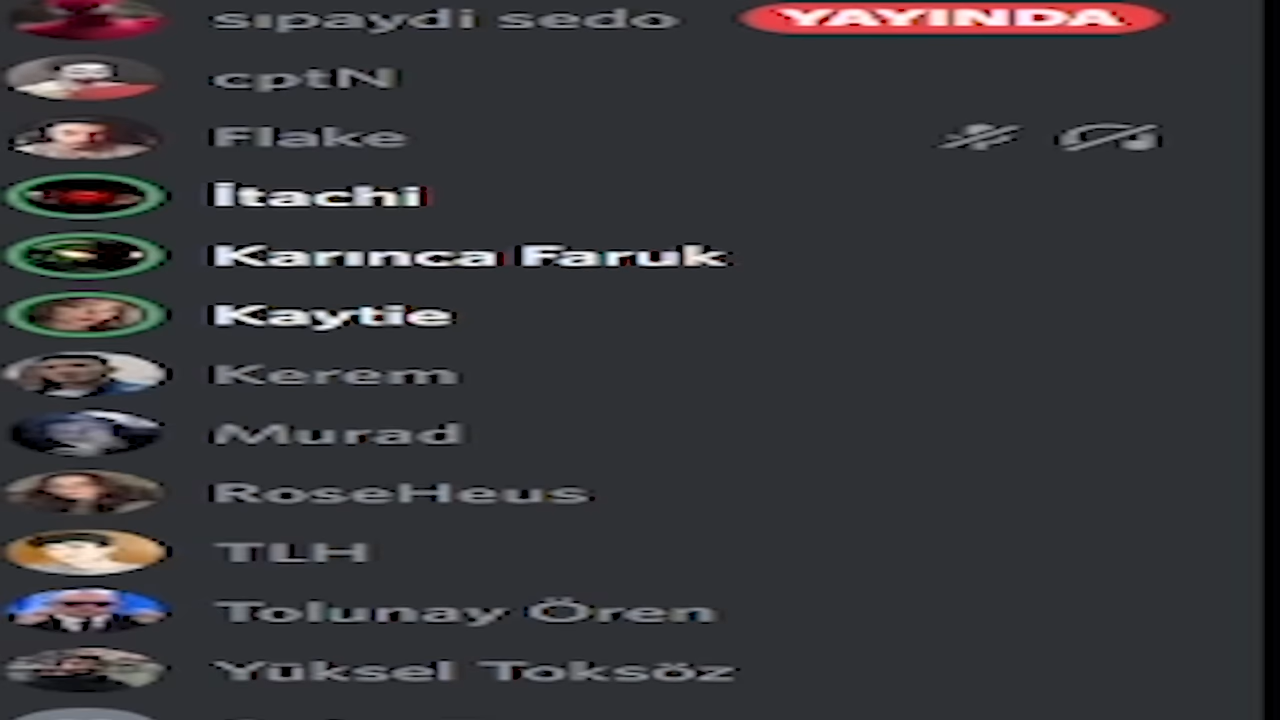 sıpaydi sedo YAYINDA
cptN
Flake
İtachi
Karınca Faruk
Kaytie
Kerem
Murad
RoseHeus
TLH
Tolunay Ören
Yüksel Toksöz